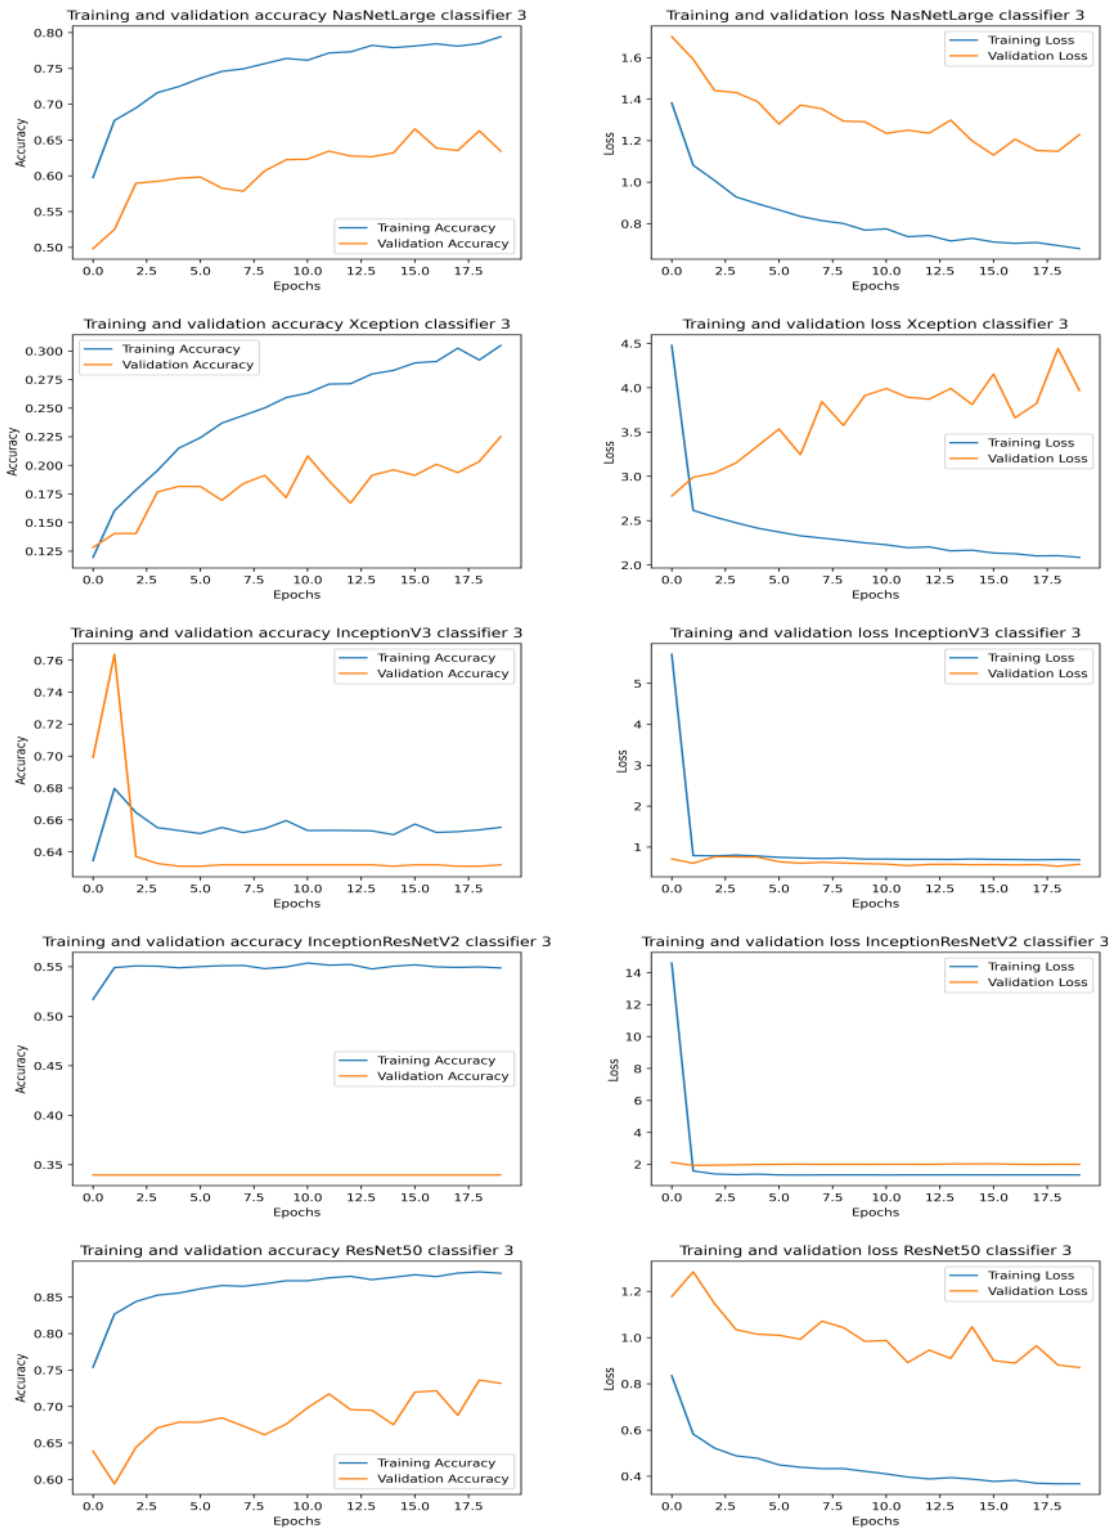 Training and validation accuracy NasNetLarge classifier 3
0.80
0.75
0.70
0.65
0.60
0.55
0.50
Accuracy
Training Accuracy
Validation Accuracy
0.0 2.5 5.0 7.5 10.0 12.5 15.0 17.5
Epochs
Training and validation loss NasNetLarge classifier 3
1.6
1.4
1.2
1.0
0.8
Loss
Training Loss
Validation Loss
0.0 2.5 5.0 7.5 10.0 12.5 15.0 17.5
Epochs
Training and validation accuracy Xception classifier 3
0.300
0.275
0.250
0.225
0.200
0.175
0.150
0.125
Accuracy
Training Accuracy
Validation Accuracy
0.0 2.5 5.0 7.5 10.0 12.5 15.0 17.5
Epochs
Training and validation loss Xception classifier 3
4.5
4.0
3.5
3.0
2.5
2.0
Loss
Training Loss
Validation Loss
0.0 2.5 5.0 7.5 10.0 12.5 15.0 17.5
Epochs
Training and validation accuracy InceptionV3 classifier 3
0.76
0.74
0.72
0.70
0.68
0.66
0.64
Accuracy
Training Accuracy
Validation Accuracy
0.0 2.5 5.0 7.5 10.0 12.5 15.0 17.5
Epochs
Training and validation loss InceptionV3 classifier 3
5
4
3
2
1
Loss
Training Loss
Validation Loss
0.0 2.5 5.0 7.5 10.0 12.5 15.0 17.5
Epochs
Training and validation accuracy InceptionResNetV2 classifier 3
0.55
0.50
0.45
0.40
0.35
Accuracy
Training Accuracy
Validation Accuracy
0.0 2.5 5.0 7.5 10.0 12.5 15.0 17.5
Epochs
Training and validation loss InceptionResNetV2 classifier 3
14
12
10
8
6
4
2
Loss
Training Loss
Validation Loss
0.0 2.5 5.0 7.5 10.0 12.5 15.0 17.5
Epochs
Training and validation accuracy ResNet50 classifier 3
0.85
0.80
0.75
0.70
0.65
0.60
Accuracy
Training Accuracy
Validation Accuracy
0.0 2.5 5.0 7.5 10.0 12.5 15.0 17.5
Epochs
Training and validation loss ResNet50 classifier 3
1.2
1.0
0.8
0.6
0.4
Loss
Training Loss
Validation Loss
0.0 2.5 5.0 7.5 10.0 12.5 15.0 17.5
Epochs